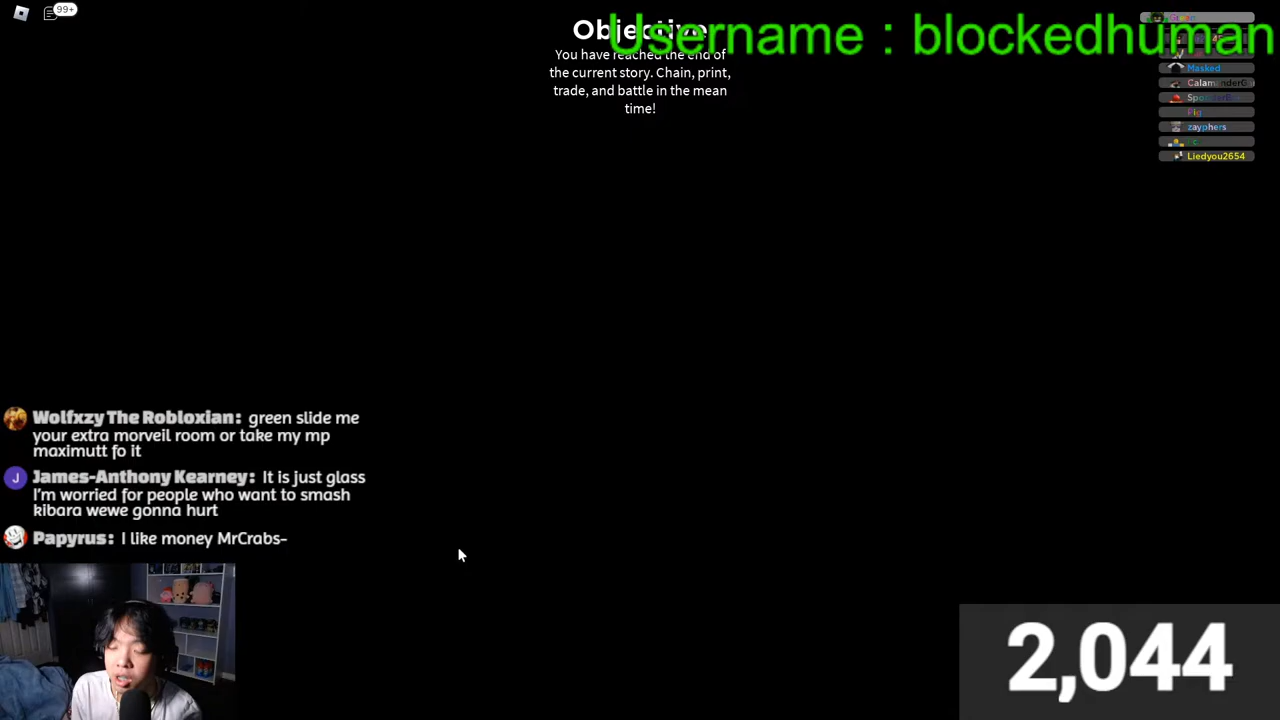 99+
Objective
Username : blockedhuman
You have reached the end of
the current story. Chain, print,
trade, and battle in the mean
time!
Masked
Pig
zayphers
Liedyou2654
Wolfxzy The Robloxian: green slide me
your extra morveil room or take my mp
maximutt fo it
J
James-Anthony Kearney: It is just glass
I'm worried for people who want to smash
kibara wewe gonna hurt
Papyrus: I like money MrCrabs-
2,044